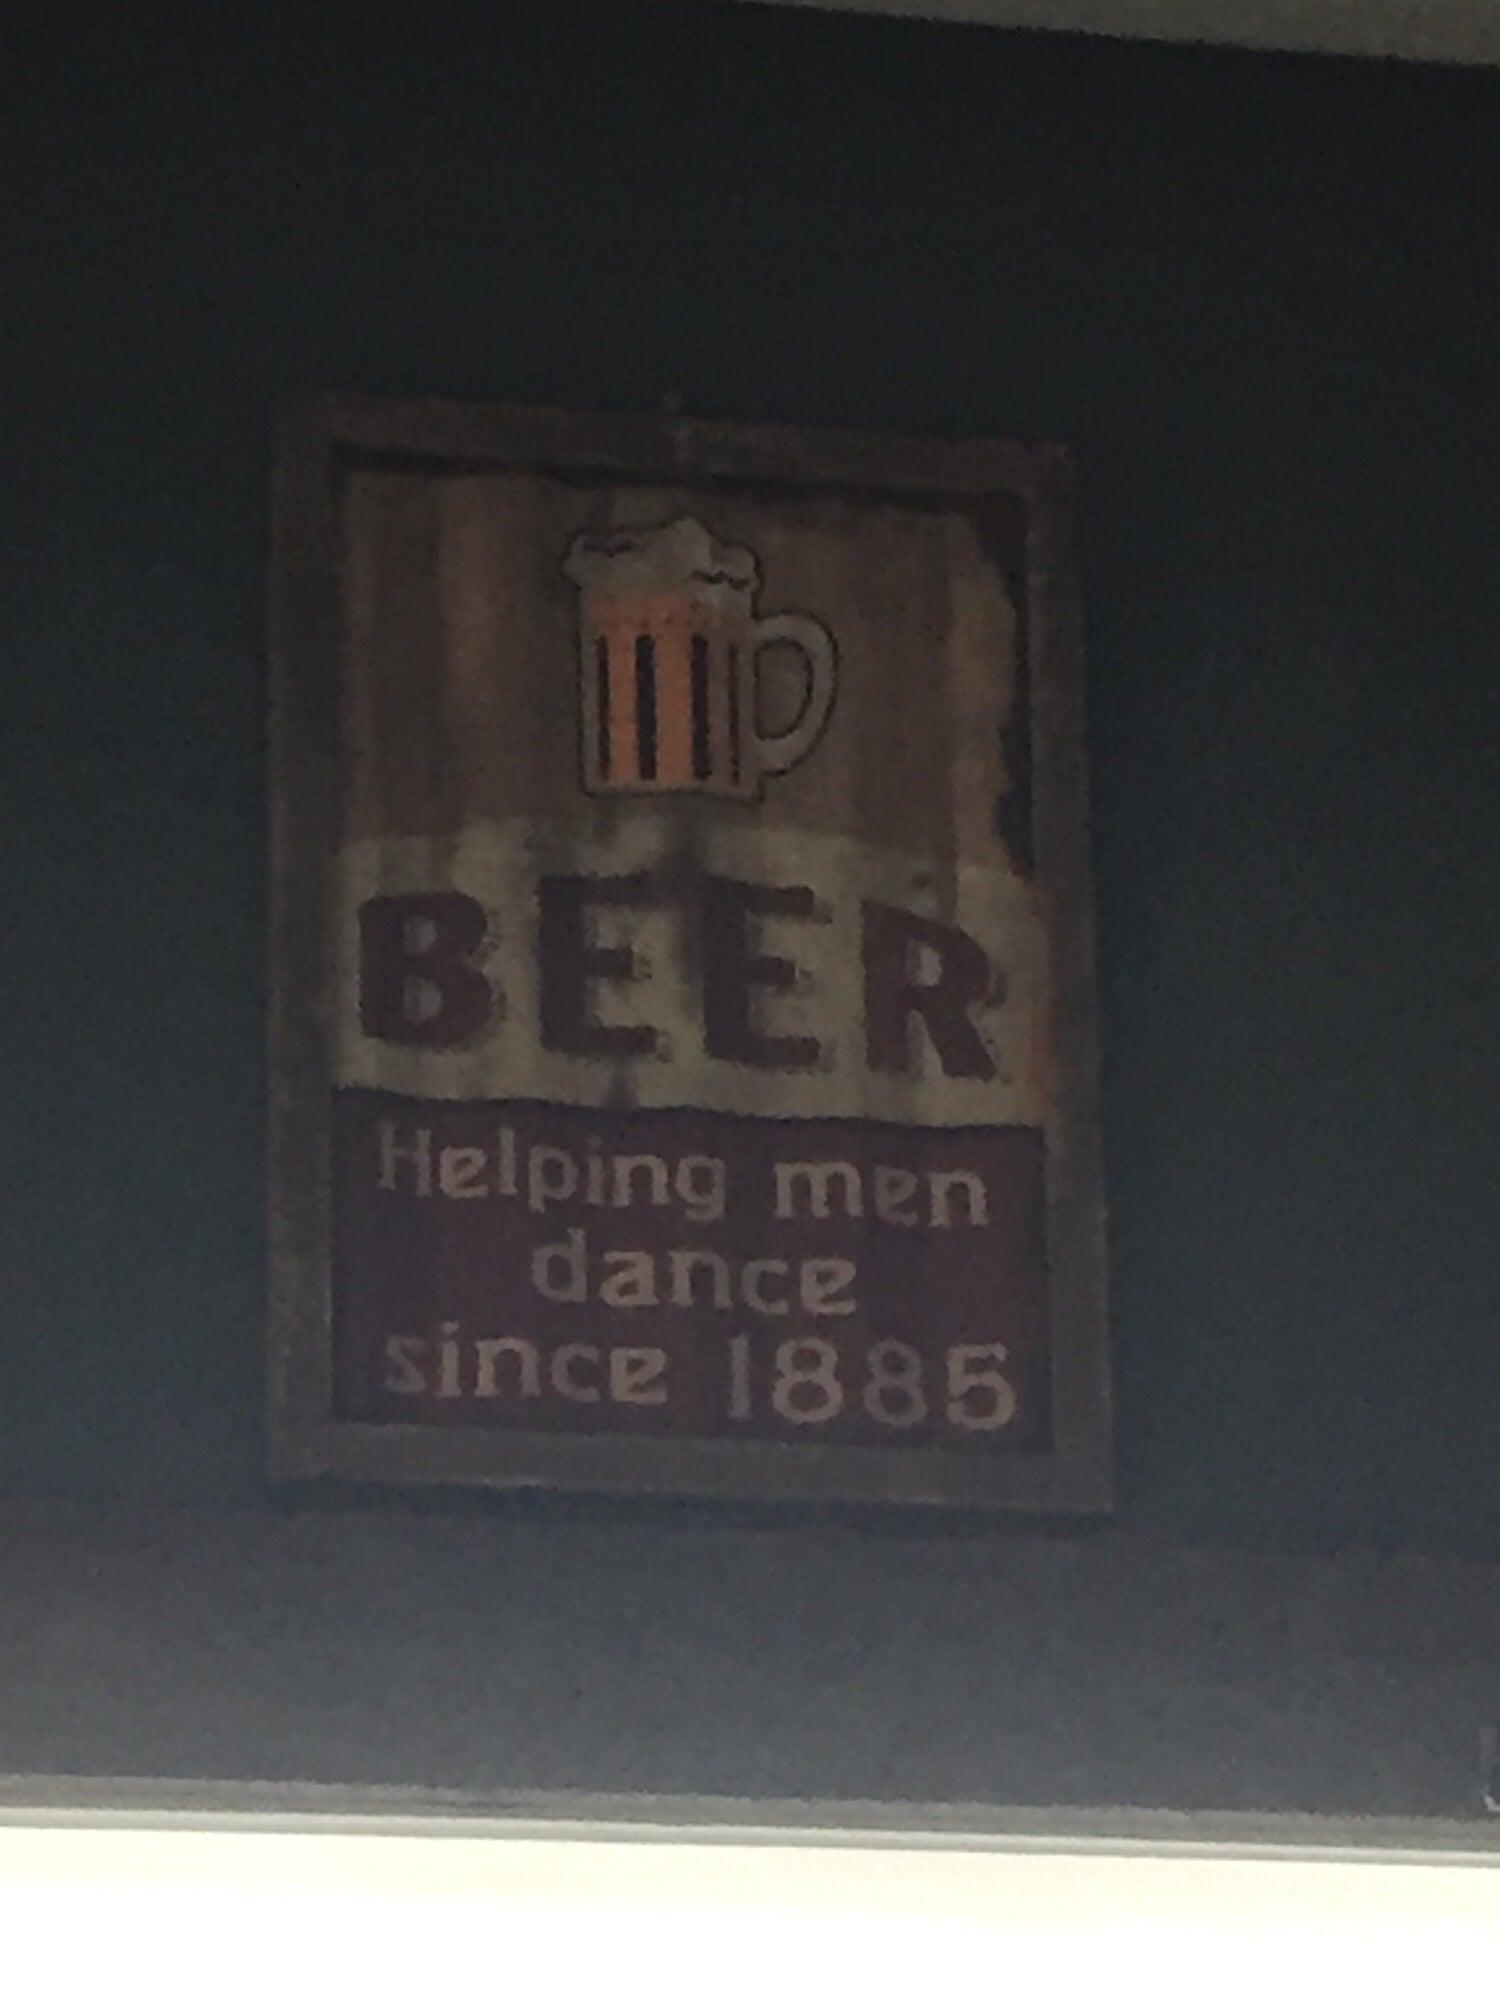 BEER
Helping men
dance
since 1885